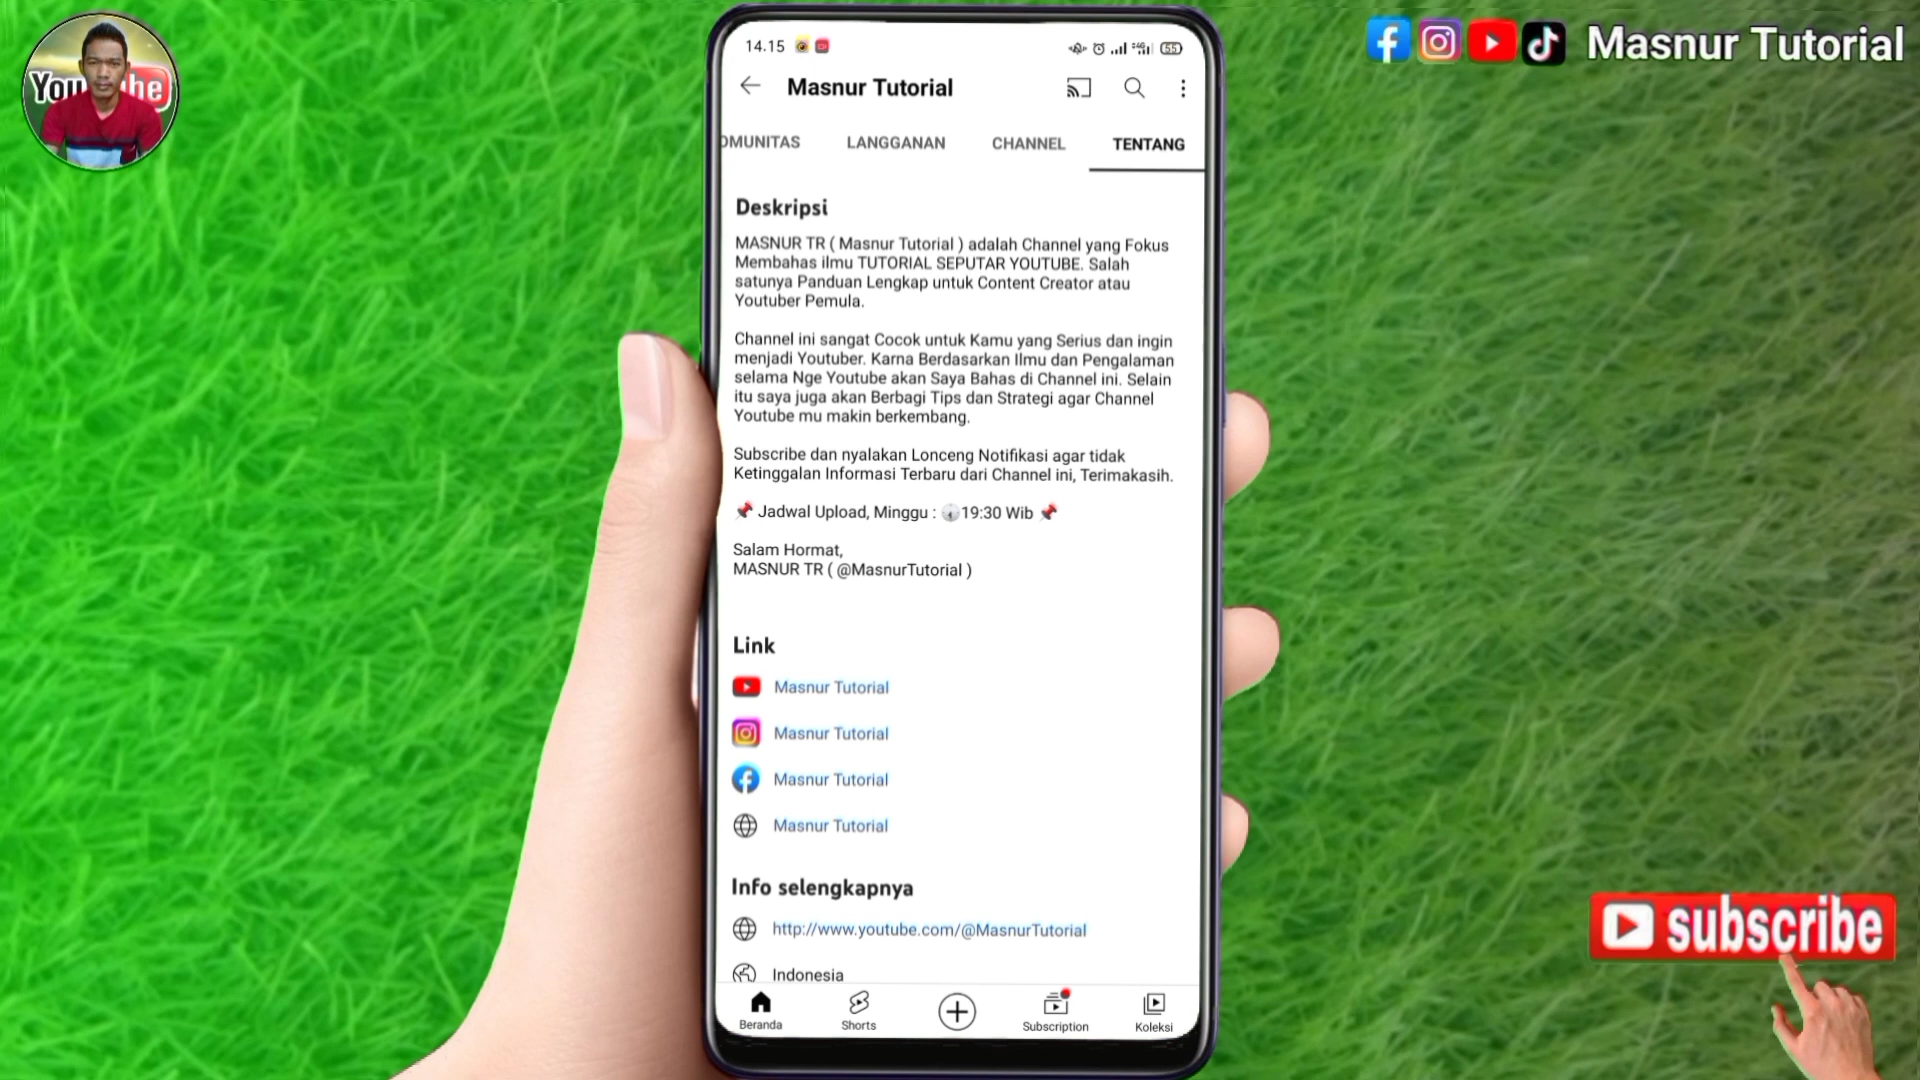 YouTube
Masnur Tutorial
14.15
55
Masnur Tutorial
OMUNITAS LANGGANAN CHANNEL TENTANG
Deskripsi
MASNUR TR ( Masnur Tutorial ) adalah Channel yang Fokus
Membahas ilmu TUTORIAL SEPUTAR YOUTUBE. Salah
satunya Panduan Lengkap untuk Content Creator atau
Youtuber Pemula.
Channel ini sangat Cocok untuk Kamu yang Serius dan ingin
menjadi Youtuber. Karna Berdasarkan Ilmu dan Pengalaman
selama Nge Youtube akan Saya Bahas di Channel ini. Selain
itu saya juga akan Berbagi Tips dan Strategi agar Channel
Youtube mu makin berkembang.
Subscribe dan nyalakan Lonceng Notifikasi agar tidak
Ketinggalan Informasi Terbaru dari Channel ini, Terimakasih.
📌 Jadwal Upload, Minggu : 🕢19:30 Wib 📌
Salam Hormat,
MASNUR TR ( @MasnurTutorial )
Link
Masnur Tutorial
Masnur Tutorial
Masnur Tutorial
Masnur Tutorial
Info selengkapnya
http://www.youtube.com/@MasnurTutorial
Indonesia
Beranda Shorts Subscription Koleksi
subscribe